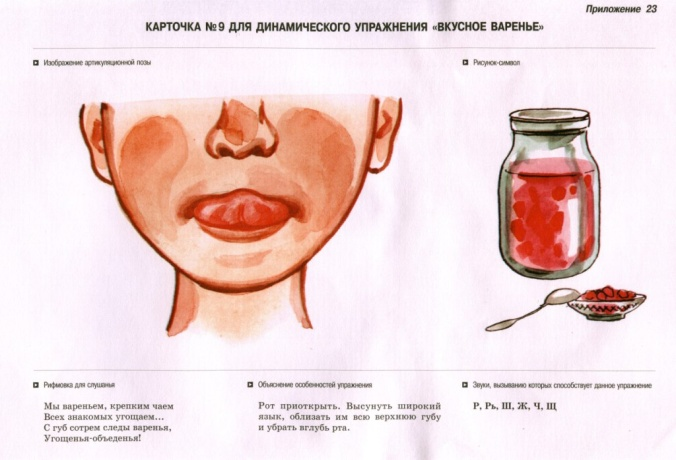 Приложение 23
КАРТОЧКА №9 ДЛЯ ДИНАМИЧЕСКОГО УПРАЖНЕНИЯ «ВКУСНОЕ ВАРЕНЬЕ»
Изображение артикуляционной позы
Рисунок-символ
Рифмовка для слушанья
Мы вареньем, крепким чаем
Всех знакомых угощаем...
С губ сотрем следы варенья,
Угощенья-объеденья!
Объяснение особенностей упражнения
Рот приоткрыть. Высунуть широкий
язык, облизать им всю верхнюю губу
и убрать вглубь рта.
Звуки, вызыванию которых способствует данное упражнение
Р, Рь, Ш, Ж, Ч, Щ